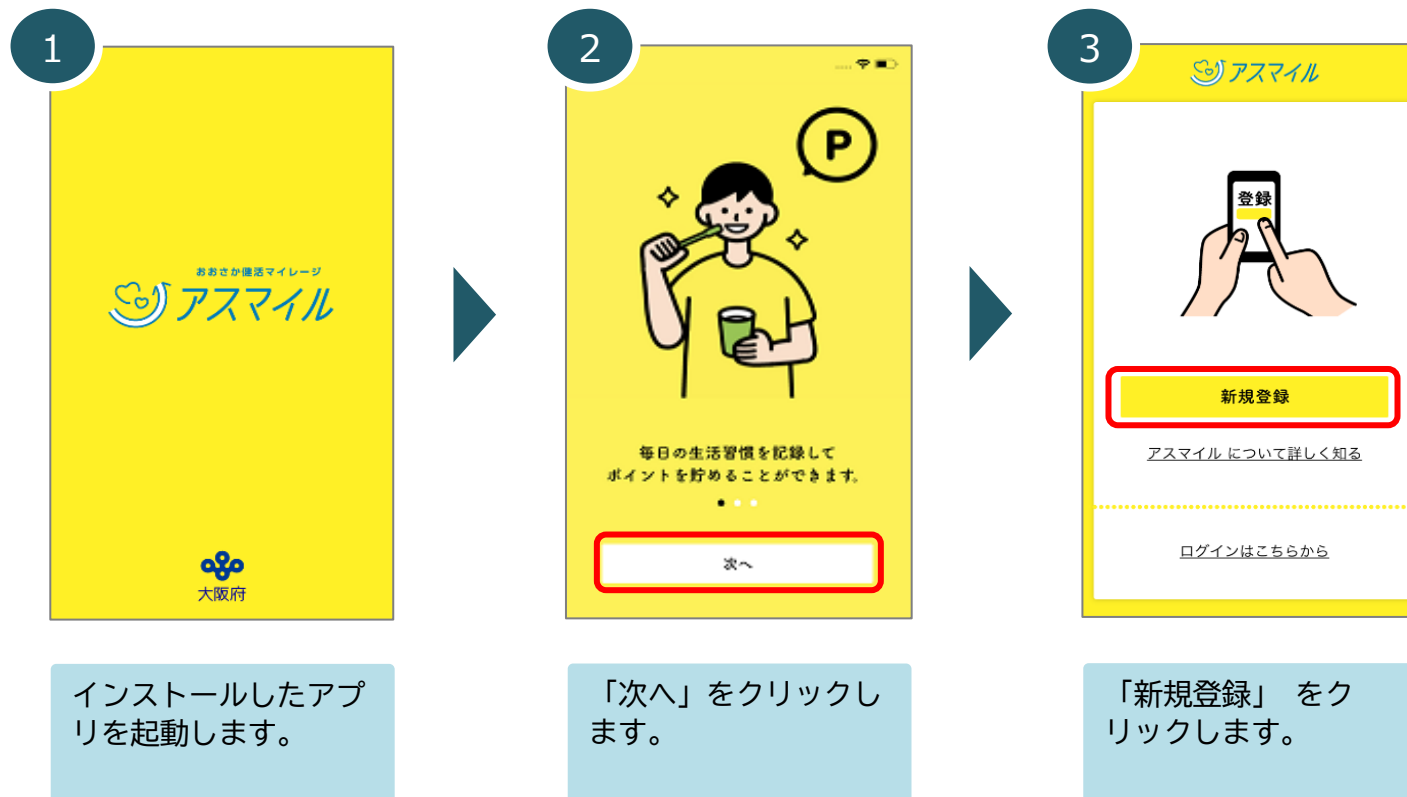 1
おおさか健活マイレージ
アスマイル
大阪府
インストールしたアプ
リを起動します。
2
P
毎日の生活習慣を記録して
ポイントを貯めることができます。
次へ
「次へ」をクリックし
ます。
3
アスマイル
登録
新規登録
アスマイル について詳しく知る
ログインはこちらから
「新規登録」 をク
リックします。